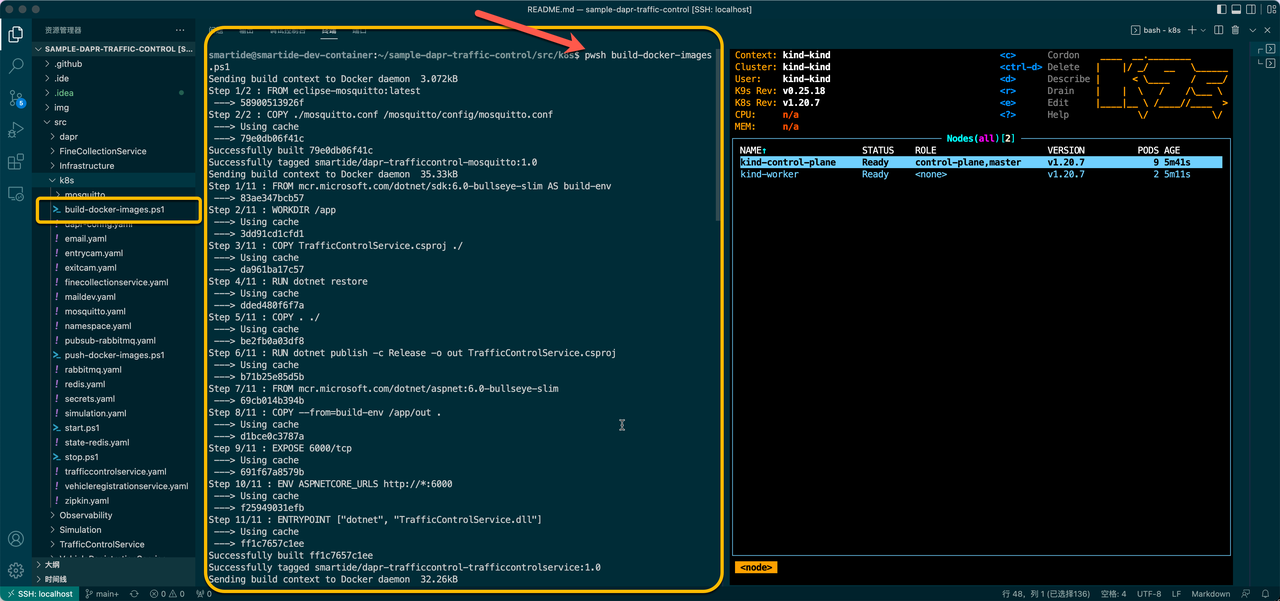 README.md — sample-dapr-traffic-control [SSH: localhost]
资源管理器
···
SAMPLE-DAPR-TRAFFIC-CONTROL [S...
.github
.ide
.idea
img
src
dapr
FineCollectionService
Infrastructure
k8s
mosquitto
build-docker-images.ps1
dapr-config.yaml
email.yaml
entrycam.yaml
exitcam.yaml
finecollectionservice.yaml
maildev.yaml
mosquitto.yaml
namespace.yaml
pubsub-rabbitmq.yaml
push-docker-images.ps1
rabbitmq.yaml
redis.yaml
secrets.yaml
simulation.yaml
start.ps1
state-redis.yaml
stop.ps1
trafficcontrolservice.yaml
vehicleregistrationservice.yaml
zipkin.yaml
Observability
Simulation
TrafficControlService
大纲
时间线
5
smartide@smartide-dev-container:~/sample-dapr-traffic-control/src/k8s$ pwsh build-docker-images
.ps1
Sending build context to Docker daemon  3.072kB
Step 1/2 : FROM eclipse-mosquitto:latest
---> 58900513926f
Step 2/2 : COPY ./mosquitto.conf /mosquitto/config/mosquitto.conf
---> Using cache
---> 79e0db06f41c
Successfully built 79e0db06f41c
Successfully tagged smartide/dapr-trafficcontrol-mosquitto:1.0
Sending build context to Docker daemon  35.33kB
Step 1/11 : FROM mcr.microsoft.com/dotnet/sdk:6.0-bullseye-slim AS build-env
---> 83ae347bcb57
Step 2/11 : WORKDIR /app
---> Using cache
---> 3dd91cd1cfd1
Step 3/11 : COPY TrafficControlService.csproj ./
---> Using cache
---> da961ba17c57
Step 4/11 : RUN dotnet restore
---> Using cache
---> dded480f6f7a
Step 5/11 : COPY . ./
---> Using cache
---> be2fb0a03df8
Step 6/11 : RUN dotnet publish -c Release -o out TrafficControlService.csproj
---> Using cache
---> b71b25e85d5b
Step 7/11 : FROM mcr.microsoft.com/dotnet/aspnet:6.0-bullseye-slim
---> 69cb014b394b
Step 8/11 : COPY --from=build-env /app/out .
---> Using cache
---> d1bce0c3787a
Step 9/11 : EXPOSE 6000/tcp
---> Using cache
---> 691f67a8579b
Step 10/11 : ENV ASPNETCORE_URLS http://*:6000
---> Using cache
---> f25949031efb
Step 11/11 : ENTRYPOINT ["dotnet", "TrafficControlService.dll"]
---> Using cache
---> ff1c7657c1ee
Successfully built ff1c7657c1ee
Successfully tagged smartide/dapr-trafficcontrol-trafficcontrolservice:1.0
Sending build context to Docker daemon  32.26kB
bash - k8s
Context: kind-kind <c> Cordon
Cluster: kind-kind <ctrl-d> Delete
User: kind-kind <d> Describe
K9s Rev: v0.25.18 <r> Drain
K8s Rev: v1.20.7 <e> Edit
CPU: n/a <?> Help
MEM: n/a
Nodes(all)[2]
NAME↑ STATUS ROLE VERSION PODS AGE
kind-control-plane Ready control-plane,master v1.20.7 9 5m41s
kind-worker Ready <none> v1.20.7 2 5m11s
<node>
SSH: localhost main+ 0 0 0 行 48，列 1 (已选择136) 空格: 4 UTF-8 LF Markdown